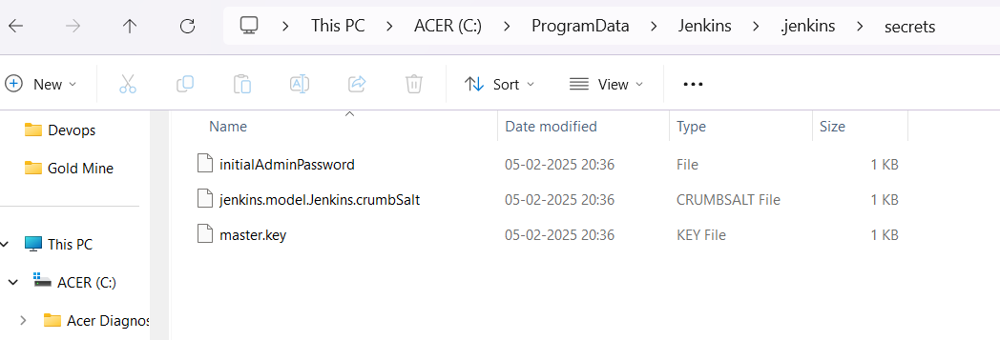 This PC > ACER (C:) > ProgramData > Jenkins > .jenkins > secrets
New Sort View
Devops
Gold Mine
This PC
ACER (C:)
Acer Diagnos
Name Date modified Type Size
initialAdminPassword 05-02-2025 20:36 File 1 KB
jenkins.model.Jenkins.crumbSalt 05-02-2025 20:36 CRUMBSALT File 1 KB
master.key 05-02-2025 20:36 KEY File 1 KB